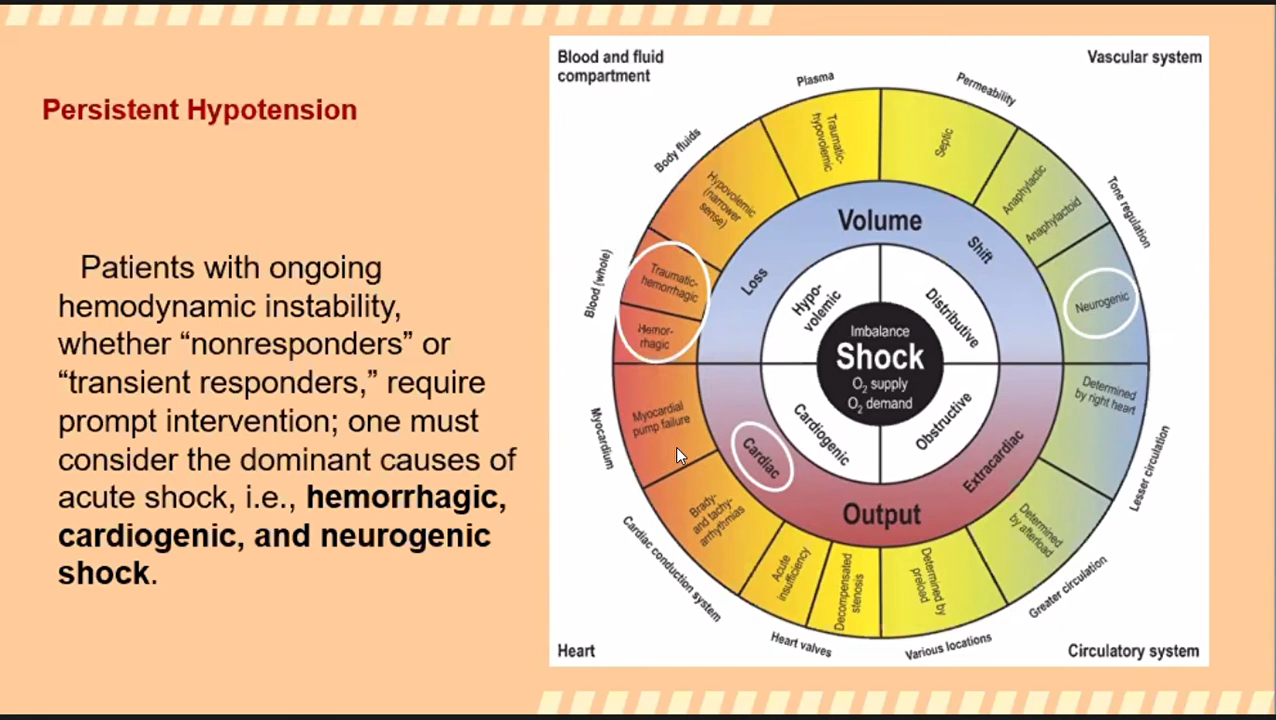 Persistent Hypotension
Patients with ongoing
hemodynamic instability,
whether “nonresponders” or
“transient responders,” require
prompt intervention; one must
consider the dominant causes of
acute shock, i.e., hemorrhagic,
cardiogenic, and neurogenic
shock.
Blood and fluid
compartment
Vascular system
Plasma
Permeability
Body fluids
Tone regulation
Blood (whole)
Traumatic-
hypovolemic
Septic
Hypovolemic
(narrower
sense)
Anaphylactic
Anaphylactoid
Traumatic-
hemorrhagic
Hemor-
rhagic
Neurogenic
Volume
Loss
Shift
Hypo-
volemic
Distributive
Imbalance
Shock
O₂ supply
O₂ demand
Cardiogenic
Obstructive
Cardiac
Extracardiac
Output
Myocardial
pump failure
Determined
by right heart
Brady-
and tachy-
arrhythmias
Acute
insufficiency
Decompensated
stenosis
Determined by
preload
Determined
by afterload
Myocardium
Lesser circulation
Cardiac conduction system
Greater circulation
Heart valves
Various locations
Heart
Circulatory system